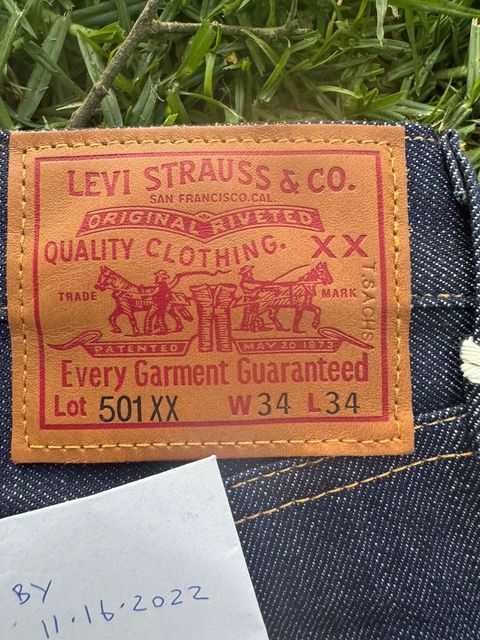 LEVI STRAUSS & CO.
SAN FRANCISCO.CAL.
ORIGINAL RIVETED
QUALITY CLOTHING. XX
TRADE MARK
PATENTED MAY 20 1873
Every Garment Guaranteed
Lot 501XX W34 L34
T.SACHS
BY
11.16.2022